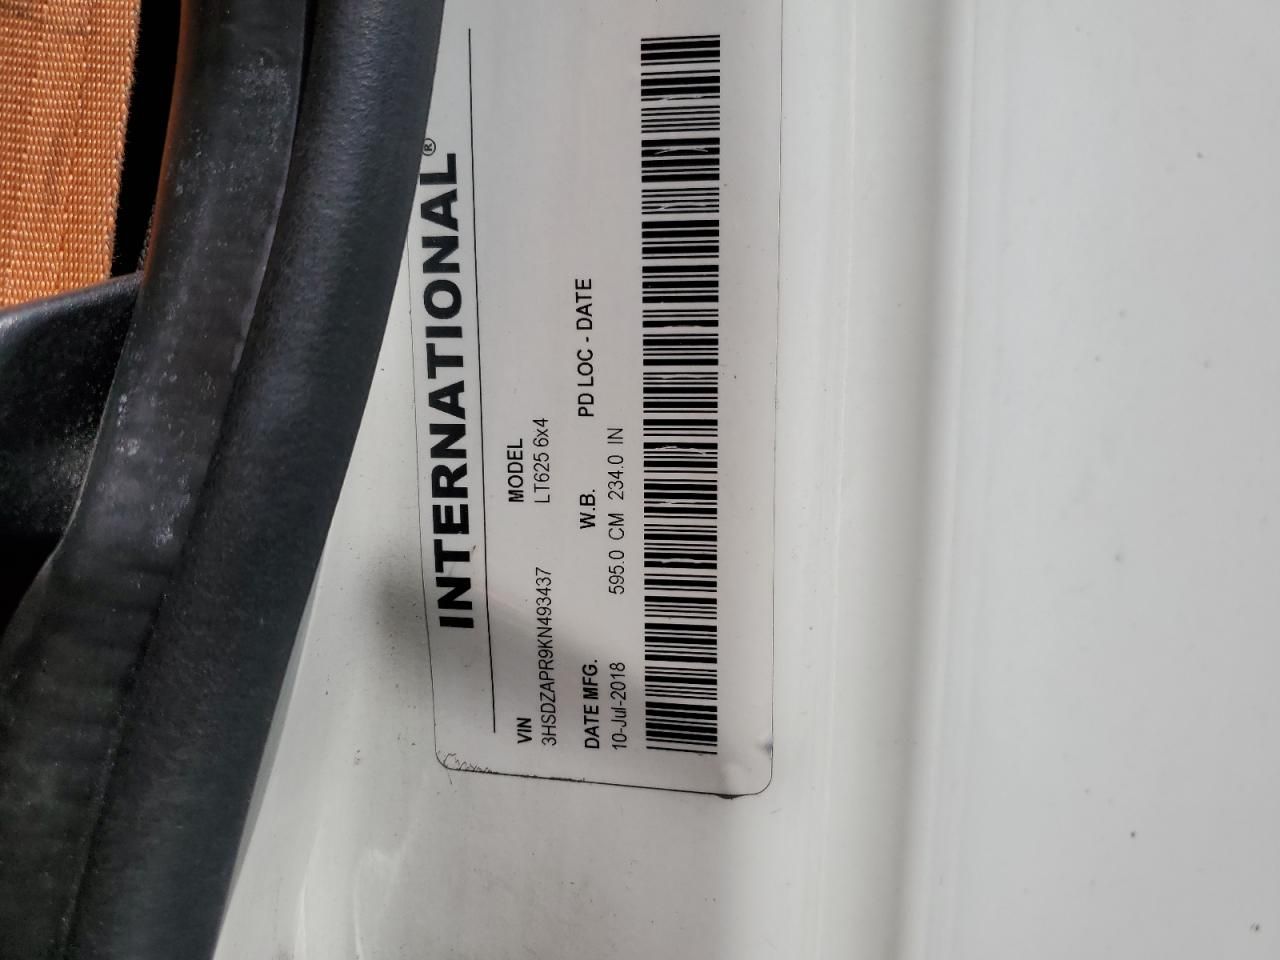 INTERNATIONAL®
VIN MODEL
3HSDZAPR9KN493437 LT625 6x4
DATE MFG. W.B. PD LOC - DATE
10-Jul-2018 595.0 CM 234.0 IN